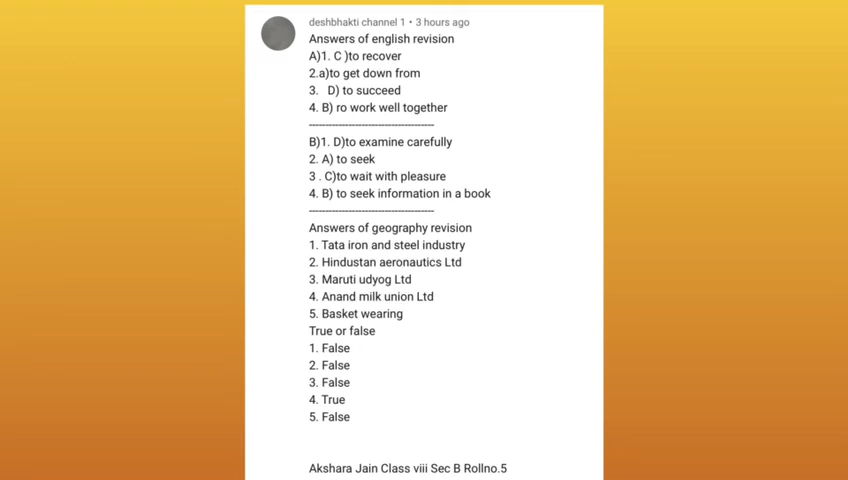 deshbhakti channel 1 • 3 hours ago
Answers of english revision
A)1. C )to recover
2.a)to get down from
3.   D) to succeed
4. B) ro work well together
--------------------------------------
B)1. D)to examine carefully
2. A) to seek
3 . C)to wait with pleasure
4. B) to seek information in a book
--------------------------------------
Answers of geography revision
1. Tata iron and steel industry
2. Hindustan aeronautics Ltd
3. Maruti udyog Ltd
4. Anand milk union Ltd
5. Basket wearing
True or false
1. False
2. False
3. False
4. True
5. False
Akshara Jain Class viii Sec B Rollno.5